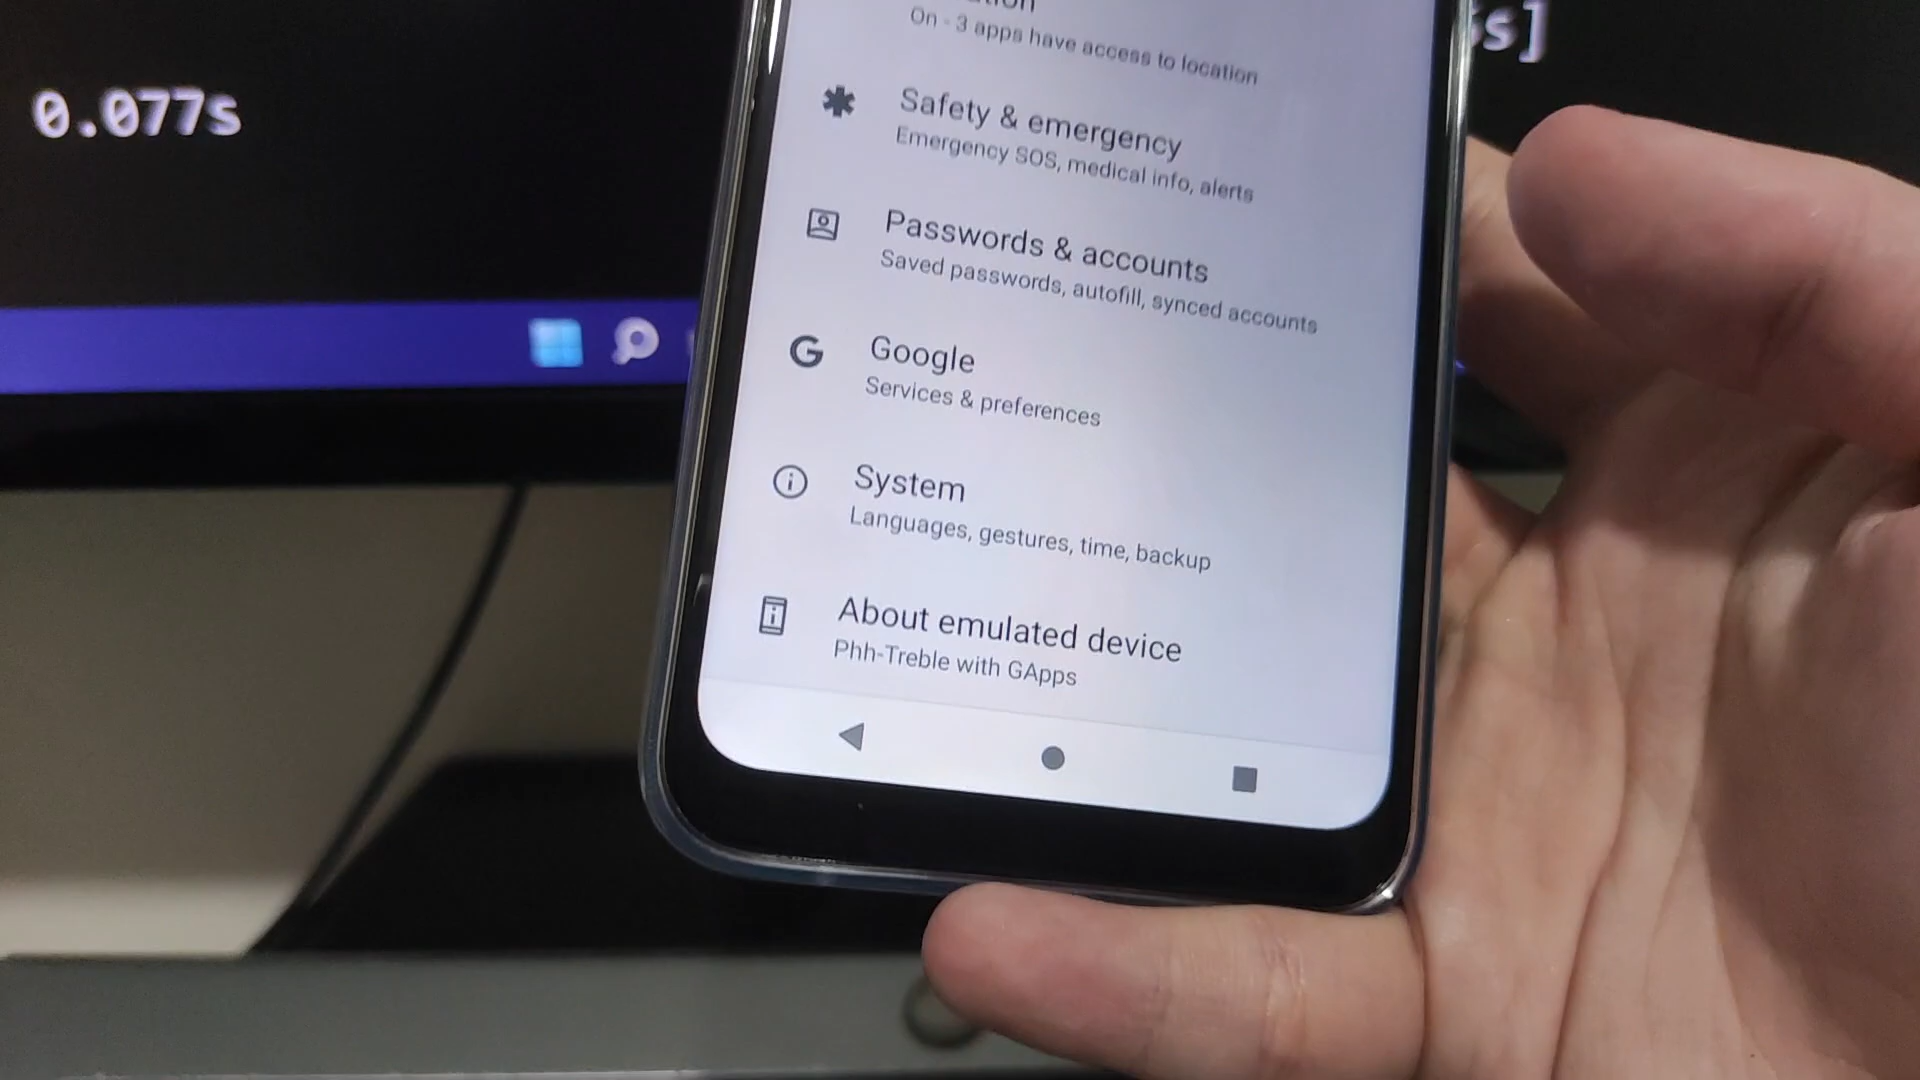 On - 3 apps have access to location
Safety & emergency
Emergency SOS, medical info, alerts
Passwords & accounts
Saved passwords, autofill, synced accounts
Google
Services & preferences
System
Languages, gestures, time, backup
About emulated device
Phh-Treble with GApps
0.077s
s]